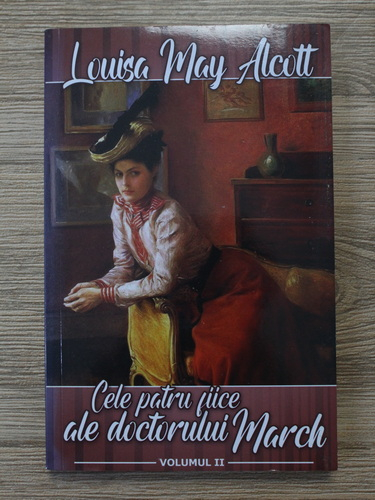 Louisa May Alcott
Cele patru fiice
ale doctorului March
VOLUMUL II